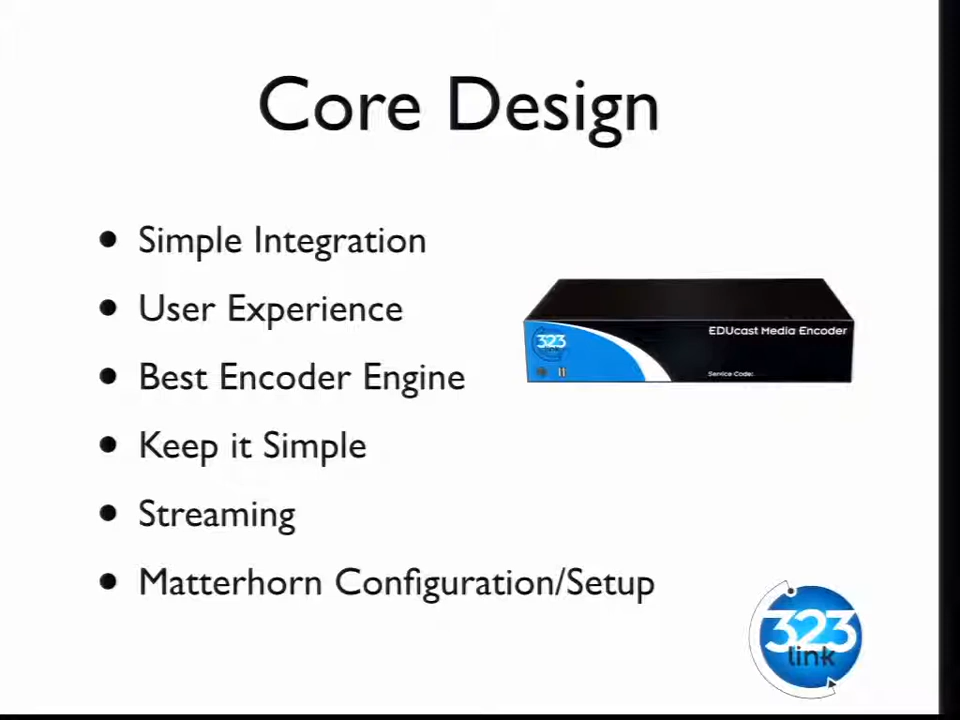 Core Design
• Simple Integration
• User Experience
• Best Encoder Engine
• Keep it Simple
• Streaming
• Matterhorn Configuration/Setup
EDUcast Media Encoder
323
link
Service Code:
323
link